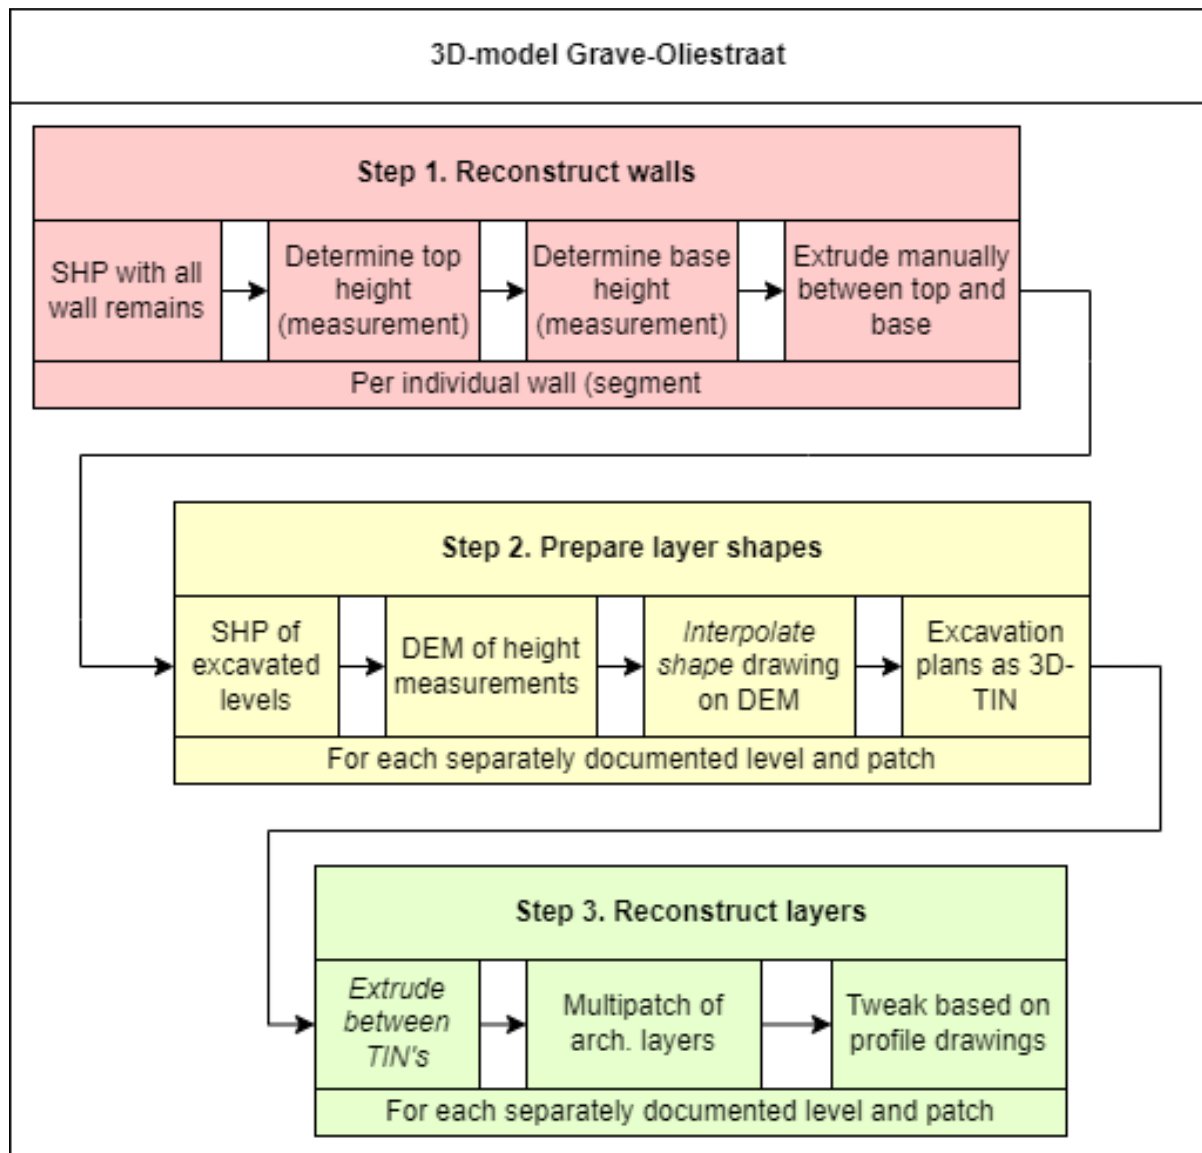 3D-model Grave-Oliestraat
Step 1. Reconstruct walls
SHP with all
wall remains
Determine top
height
(measurement)
Determine base
height
(measurement)
Extrude manually
between top and
base
Per individual wall (segment
Step 2. Prepare layer shapes
SHP of
excavated
levels
DEM of height
measurements
Interpolate
shape drawing
on DEM
Excavation
plans as 3D-
TIN
For each separately documented level and patch
Step 3. Reconstruct layers
Extrude
between
TIN's
Multipatch of
arch. layers
Tweak based on
profile drawings
For each separately documented level and patch